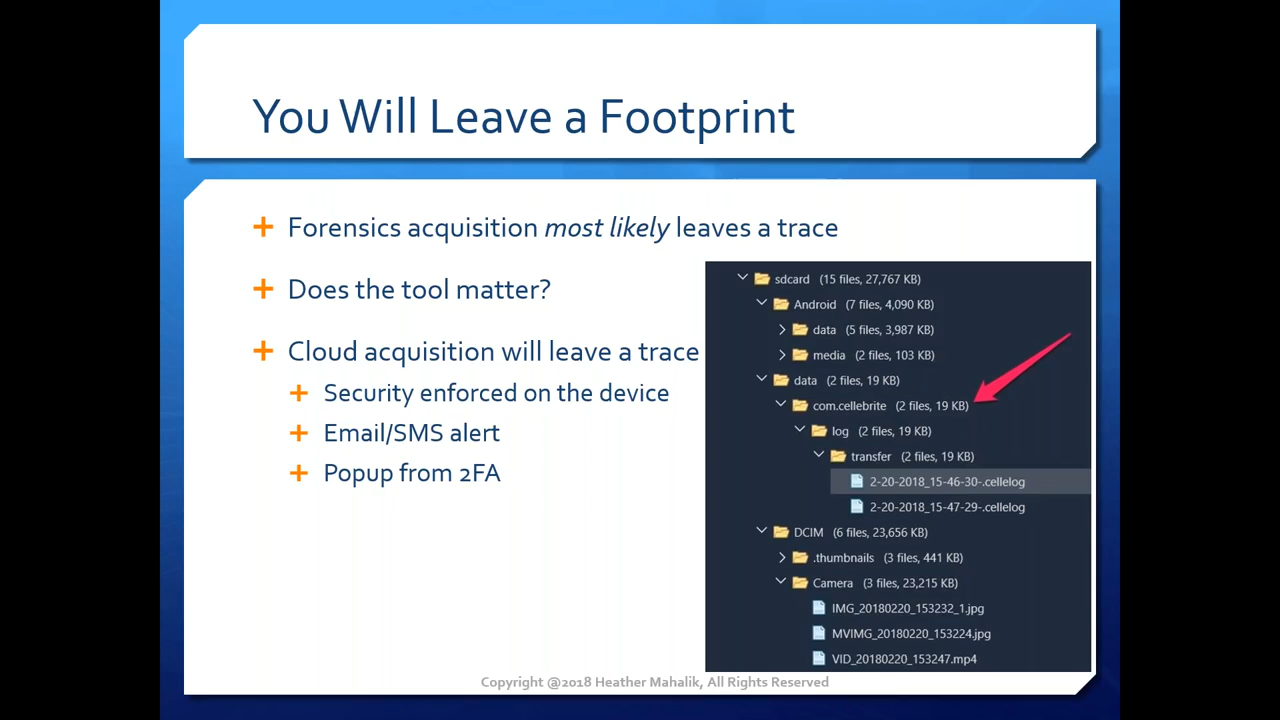 You Will Leave a Footprint
Forensics acquisition most likely leaves a trace
Does the tool matter?
Cloud acquisition will leave a trace
Security enforced on the device
Email/SMS alert
Popup from 2FA
sdcard (15 files, 27,767 KB)
Android (7 files, 4,090 KB)
data (5 files, 3,987 KB)
media (2 files, 103 KB)
data (2 files, 19 KB)
com.cellebrite (2 files, 19 KB)
log (2 files, 19 KB)
transfer (2 files, 19 KB)
2-20-2018_15-46-30-.cellelog
2-20-2018_15-47-29-.cellelog
DCIM (6 files, 23,656 KB)
.thumbnails (3 files, 441 KB)
Camera (3 files, 23,215 KB)
IMG_20180220_153232_1.jpg
MVIMG_20180220_153224.jpg
VID_20180220_153247.mp4
Copyright @2018 Heather Mahalik, All Rights Reserved